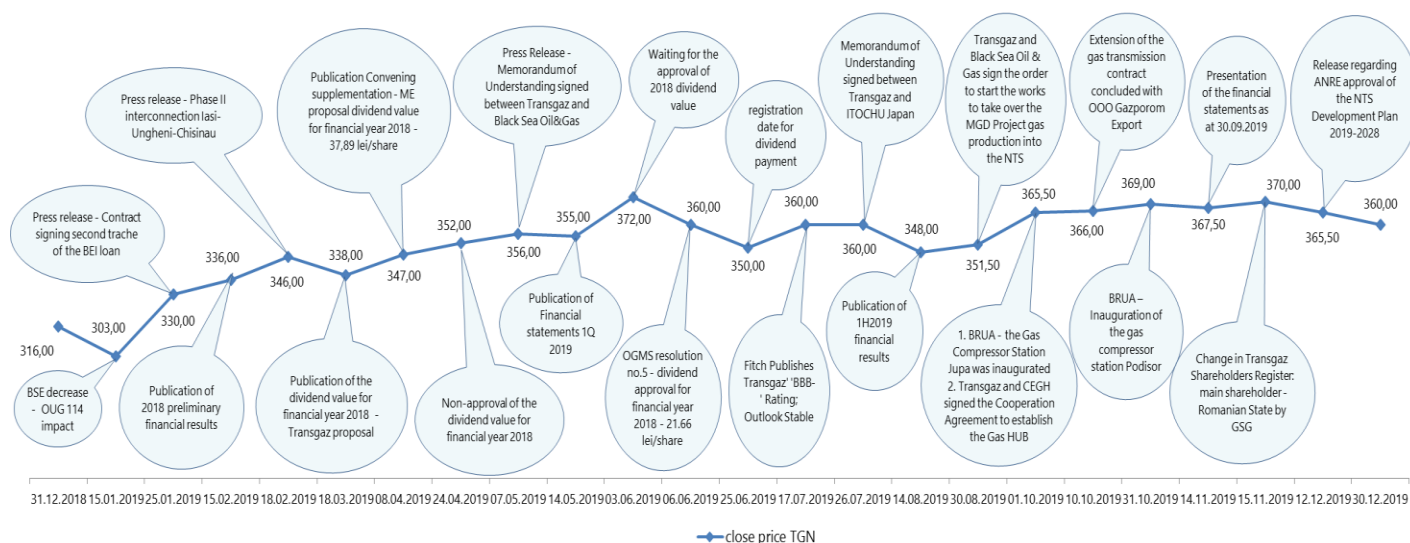 Press release - Contract
signing second trache
of the BEI loan
Press release - Phase II
interconnection Iasi-
Ungheni-Chisinau
Publication Convening
supplementation - ME
proposal dividend value
for financial year 2018 -
37,89 lei/share
Press Release -
Memorandum of
Understanding signed
between Transgaz and
Black Sea Oil&Gas
Waiting for the
approval of
2018 dividend
value
registration
date for
dividend
payment
Memorandum of
Understanding
signed between
Transgaz and
ITOCHU Japan
Transgaz and
Black Sea Oil &
Gas sign the order
to start the works
to take over the
MGD Project gas
production into
the NTS
Extension of the
gas transmission
contract
concluded with
OOO Gazporom
Export
Presentation of
the financial
statements as
at 30.09.2019
Release regarding
ANRE approval of
the NTS
Development Plan
2019-2028
316,00
303,00
330,00
336,00
346,00
338,00
347,00
352,00
356,00
355,00
372,00
360,00
350,00
360,00
360,00
348,00
351,50
365,50
366,00
369,00
367,50
370,00
365,50
360,00
BSE decrease
- OUG 114
impact
Publication of
2018 preliminary
financial results
Publication of the
dividend value for
financial year 2018 -
Transgaz proposal
Non-approval of the
dividend value for
financial year 2018
Publication of
Financial
statements 1Q
2019
OGMS resolution
no.5 - dividend
approval for
financial year
2018 - 21.66
lei/share
Fitch Publishes
Transgaz' 'BBB-
' Rating;
Outlook Stable
Publication of
1H2019
financial
results
1. BRUA - the Gas
Compressor Station
Jupa was inaugurated
2. Transgaz and CEGH
signed the Cooperation
Agreement to establish
the Gas HUB
BRUA –
Inauguration of
the gas
compressor
station Podisor
Change in Transgaz
Shareholders Register:
main shareholder -
Romanian State by
GSG
31.12.2018 15.01.2019 25.01.2019 15.02.2019 18.02.2019 18.03.2019 08.04.2019 24.04.2019 07.05.2019 14.05.2019 03.06.2019 06.06.2019 25.06.2019 17.07.2019 26.07.2019 14.08.2019 30.08.2019 01.10.2019 10.10.2019 31.10.2019 14.11.2019 15.11.2019 12.12.2019 30.12.2019
close price TGN